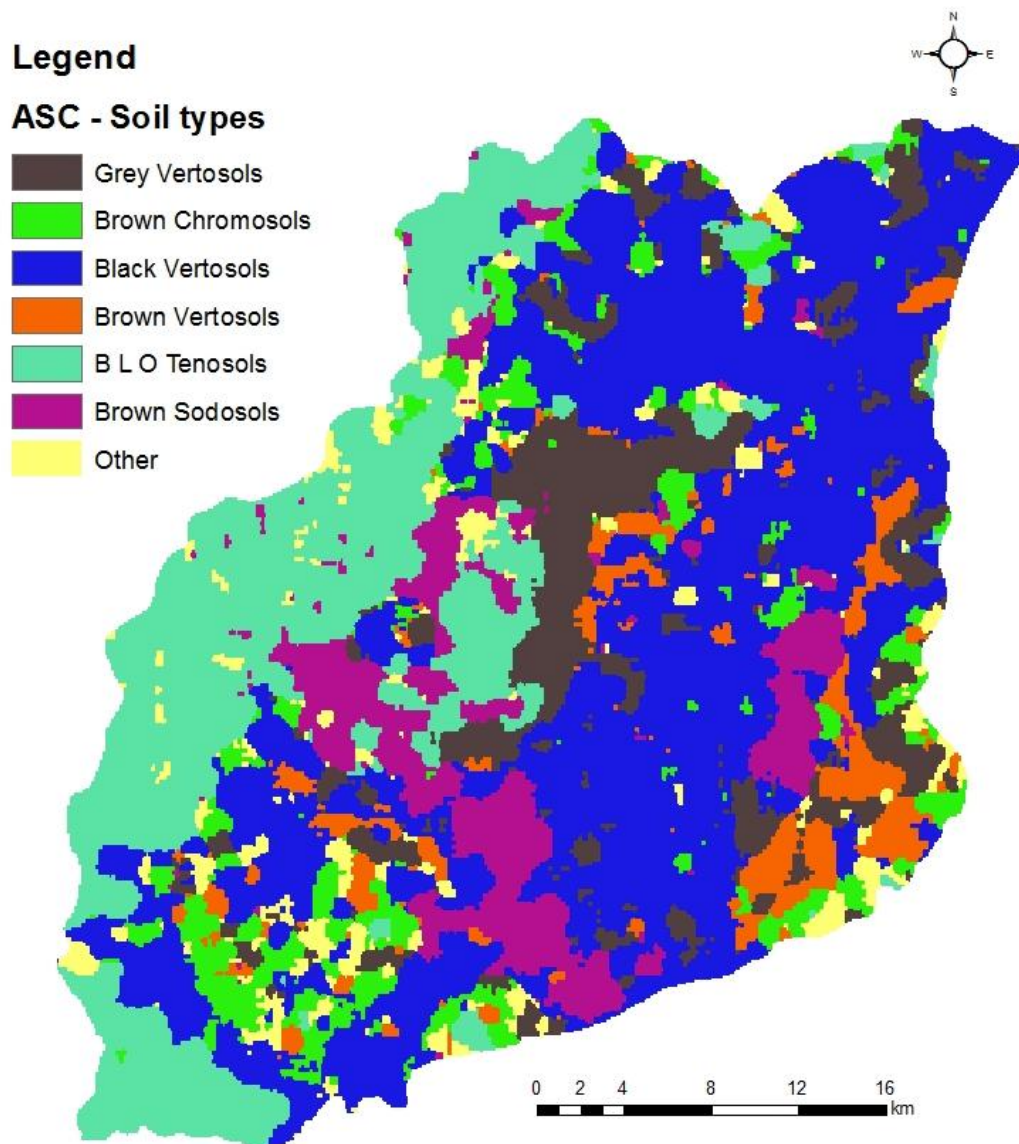 N
W E
S
Legend
ASC - Soil types
Grey Vertosols
Brown Chromosols
Black Vertosols
Brown Vertosols
B L O Tenosols
Brown Sodosols
Other
0 2 4 8 12 16
km